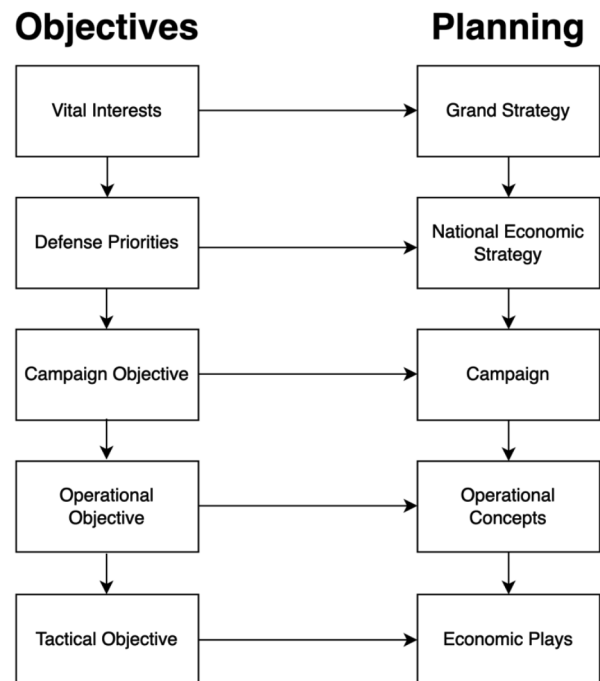 Objectives
Planning
Vital Interests
Grand Strategy
Defense Priorities
National Economic
Strategy
Campaign Objective
Campaign
Operational
Objective
Operational
Concepts
Tactical Objective
Economic Plays